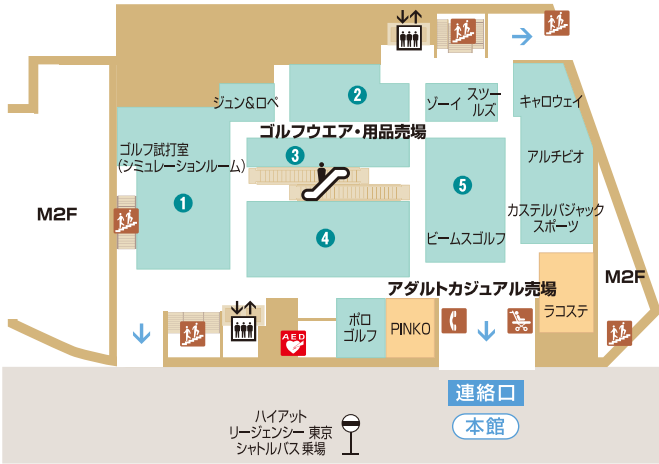 ジュン&ロペ
2
ゾーイ
スツー
ルズ
キャロウェイ
ゴルフウエア・用品売場
ゴルフ試打室
(シミュレーションルーム)
3
アルチビオ
1
5
M2F
カステルバジャック
スポーツ
4
ビームスゴルフ
アダルトカジュアル売場
M2F
ラコステ
ポロ
ゴルフ
PINKO
AED
連絡口
本館
ハイアット
リージェンシー 東京
シャトルバス乗場